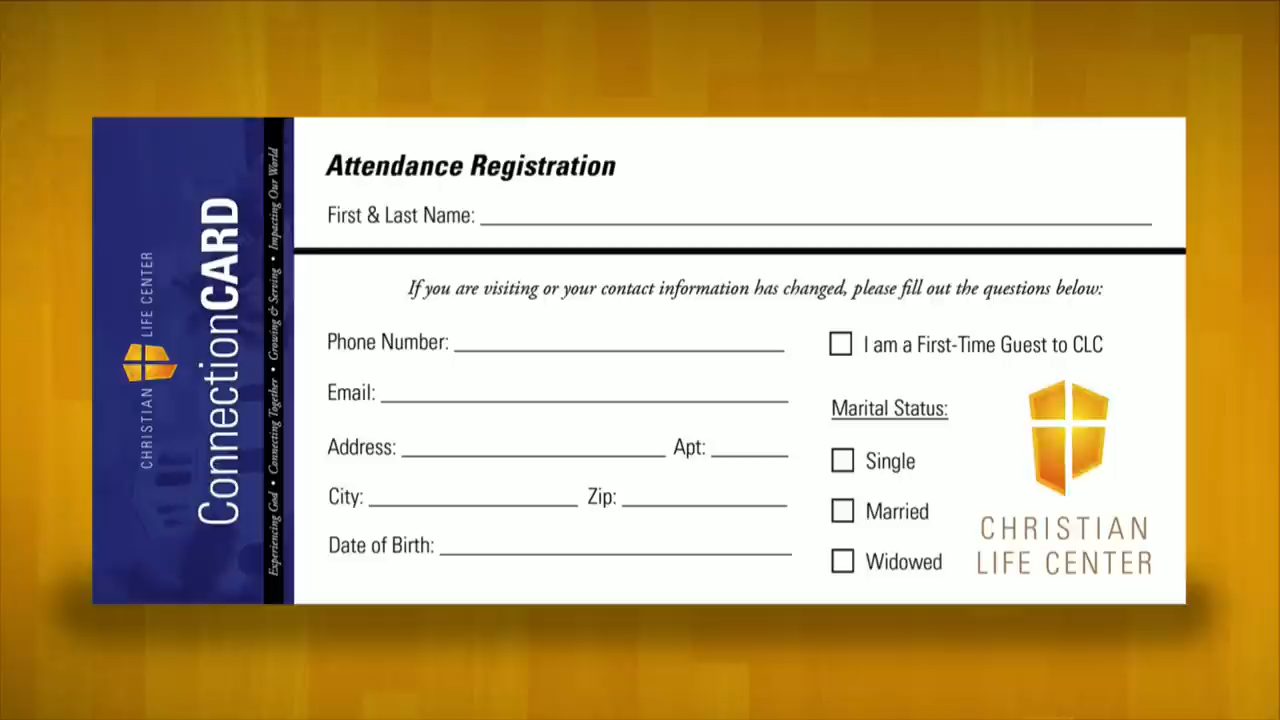 CHRISTIAN LIFE CENTER
ConnectionCARD
Experiencing God • Connecting Together • Growing & Serving • Impacting Our World
Attendance Registration
First & Last Name:
If you are visiting or your contact information has changed, please fill out the questions below:
Phone Number:
I am a First-Time Guest to CLC
Email:
Marital Status:
Address: Apt:
Single
City: Zip:
Married
Date of Birth:
Widowed
CHRISTIAN
LIFE CENTER